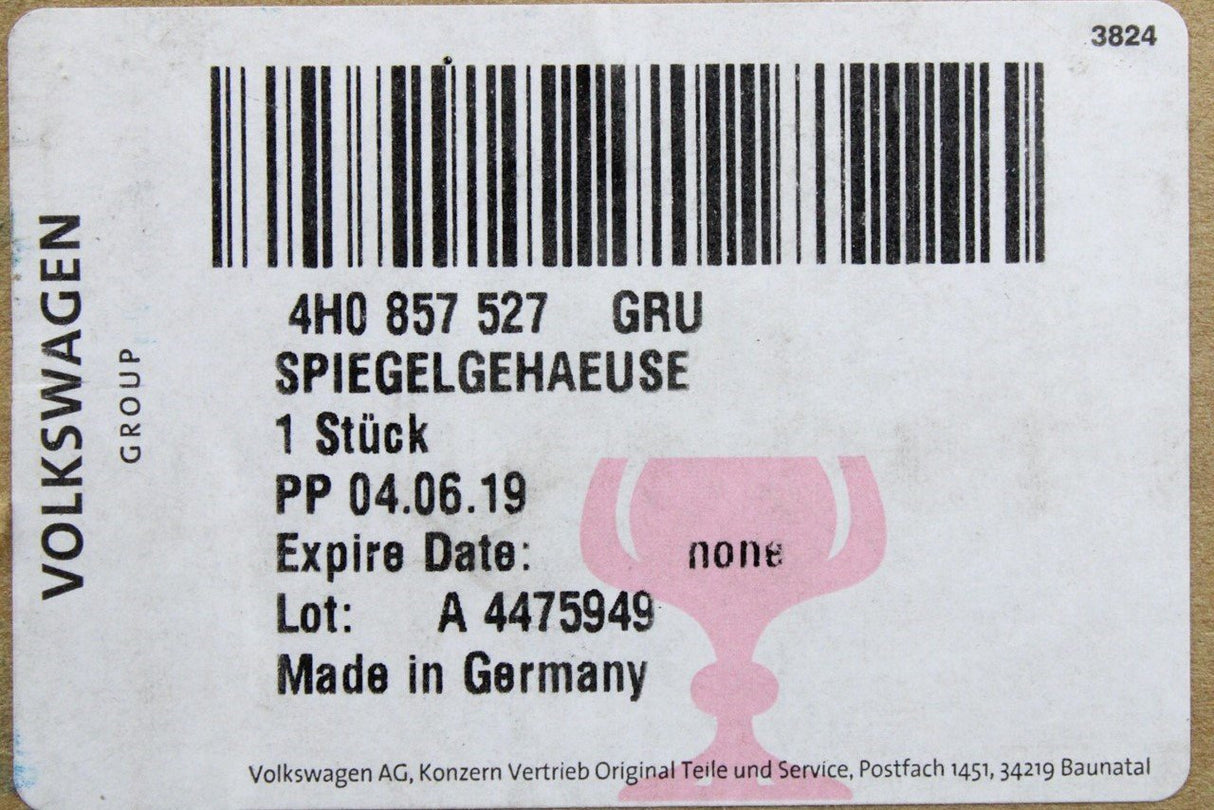 3824
VOLKSWAGEN
GROUP
4H0 857 527 GRU
SPIEGELGEHAEUSE
1 Stück
PP 04.06.19
Expire Date: none
Lot: A 4475949
Made in Germany
Volkswagen AG, Konzern Vertrieb Original Teile und Service, Postfach 1451, 34219 Baunatal